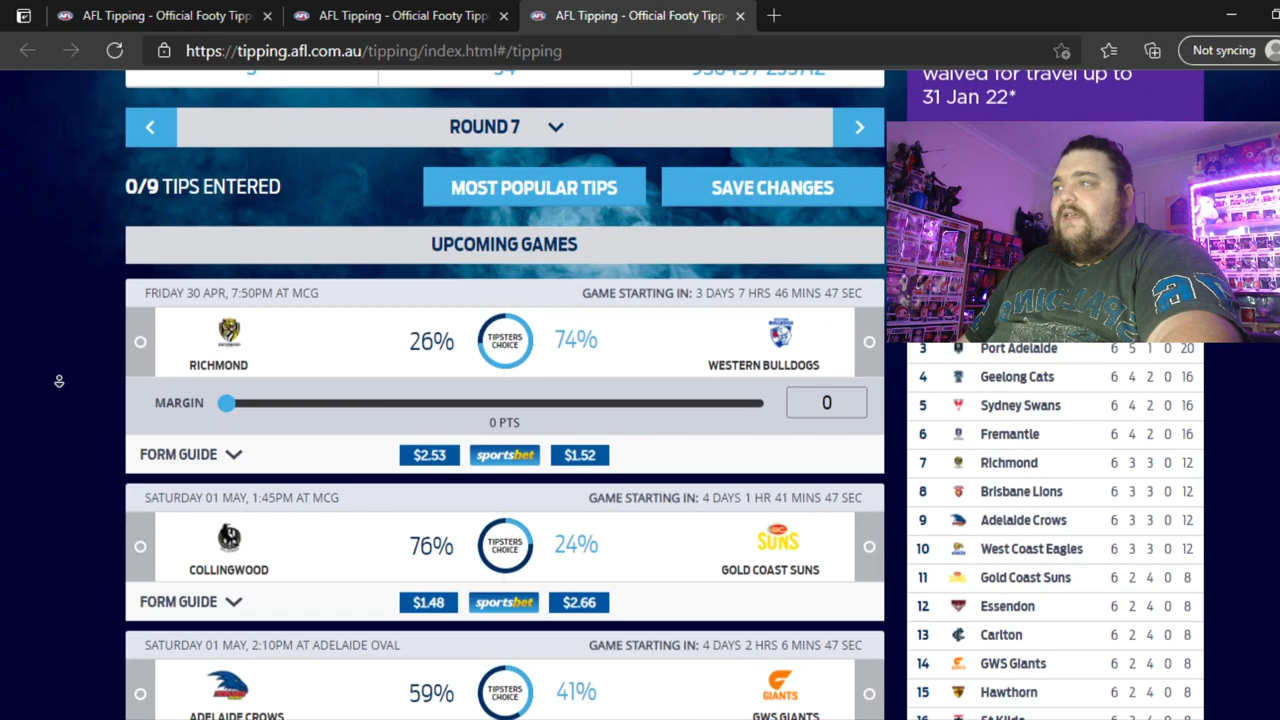 AFL Tipping - Official Footy Tipp
AFL Tipping - Official Footy Tippi
AFL Tipping - Official Footy Tippi
https://tipping.afl.com.au/tipping/index.html#/tipping
Not syncing
waived for travel up to
31 Jan 22*
ROUND 7
0/9 TIPS ENTERED
MOST POPULAR TIPS
SAVE CHANGES
UPCOMING GAMES
FRIDAY 30 APR, 7:50PM AT MCG
GAME STARTING IN: 3 DAYS 7 HRS 46 MINS 47 SEC
RICHMOND
26%
TIPSTERS
CHOICE
74%
WESTERN BULLDOGS
MARGIN
0
0 PTS
FORM GUIDE
$2.53
sportsbet
$1.52
SATURDAY 01 MAY, 1:45PM AT MCG
GAME STARTING IN: 4 DAYS 1 HR 41 MINS 47 SEC
COLLINGWOOD
76%
TIPSTERS
CHOICE
24%
SUNS
GOLD COAST SUNS
FORM GUIDE
$1.48
sportsbet
$2.66
SATURDAY 01 MAY, 2:10PM AT ADELAIDE OVAL
GAME STARTING IN: 4 DAYS 2 HRS 6 MINS 47 SEC
ADELAIDE CROWS
59%
TIPSTERS
CHOICE
41%
GIANTS
GWS GIANTS
3 Port Adelaide 6 5 1 0 20
4 Geelong Cats 6 4 2 0 16
5 Sydney Swans 6 4 2 0 16
6 Fremantle 6 4 2 0 16
7 Richmond 6 3 3 0 12
8 Brisbane Lions 6 3 3 0 12
9 Adelaide Crows 6 3 3 0 12
10 West Coast Eagles 6 3 3 0 12
11 Gold Coast Suns 6 2 4 0 8
12 Essendon 6 2 4 0 8
13 Carlton 6 2 4 0 8
14 GWS Giants 6 2 4 0 8
15 Hawthorn 6 2 4 0 8
16 St Kilda